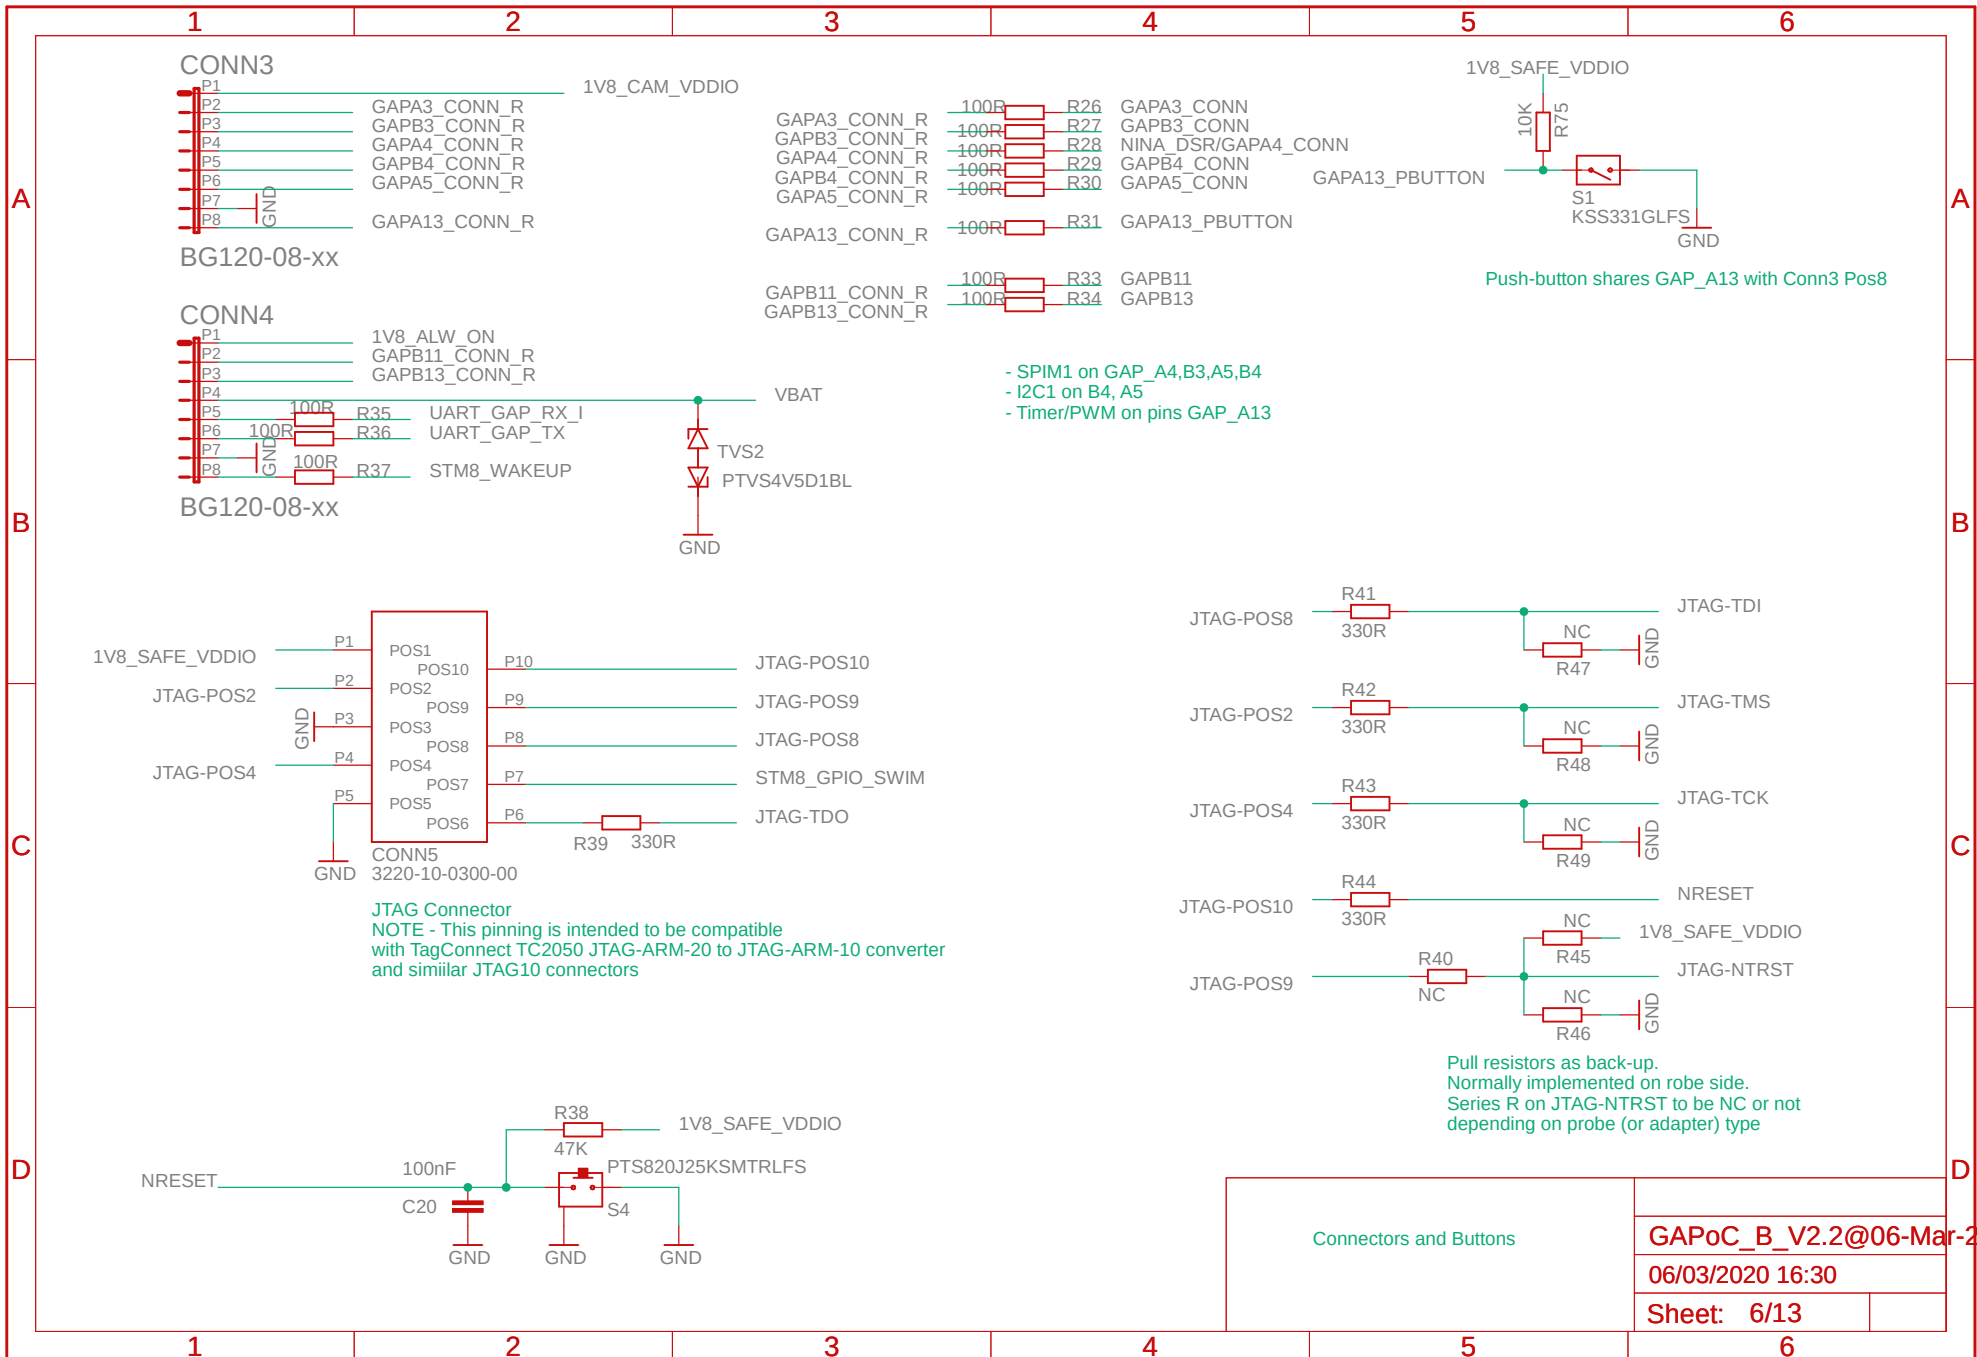 1 2 3 4 5 6
CONN3
P1 1V8_CAM_VDDIO
P2 GAPA3_CONN_R
P3 GAPB3_CONN_R
P4 GAPA4_CONN_R
P5 GAPB4_CONN_R
P6 GAPA5_CONN_R
P7 GND
P8 GAPA13_CONN_R
BG120-08-xx
GAPA3_CONN_R 100R R26 GAPA3_CONN
GAPB3_CONN_R 100R R27 GAPB3_CONN
GAPA4_CONN_R 100R R28 NINA_DSR/GAPA4_CONN
GAPB4_CONN_R 100R R29 GAPB4_CONN
GAPA5_CONN_R 100R R30 GAPA5_CONN
GAPA13_CONN_R 100R R31 GAPA13_PBUTTON
GAPB11_CONN_R 100R R33 GAPB11
GAPB13_CONN_R 100R R34 GAPB13
1V8_SAFE_VDDIO
10K R75
GAPA13_PBUTTON
S1
KSS331GLFS
GND
Push-button shares GAP_A13 with Conn3 Pos8
A A
CONN4
P1 1V8_ALW_ON
P2 GAPB11_CONN_R
P3 GAPB13_CONN_R
P4 VBAT
P5 100R R35 UART_GAP_RX_I
P6 100R R36 UART_GAP_TX
P7 GND
P8 100R R37 STM8_WAKEUP
BG120-08-xx
TVS2
PTVS4V5D1BL
GND
- SPIM1 on GAP_A4,B3,A5,B4
- I2C1 on B4, A5
- Timer/PWM on pins GAP_A13
B B
1V8_SAFE_VDDIO P1 POS1
POS10 P10 JTAG-POS10
JTAG-POS2 P2 POS2
POS9 P9 JTAG-POS9
GND P3 POS3
POS8 P8 JTAG-POS8
JTAG-POS4 P4 POS4
POS7 P7 STM8_GPIO_SWIM
P5 POS5
POS6 P6 JTAG-TDO
R39 330R
GND
CONN5
3220-10-0300-00
JTAG Connector
NOTE - This pinning is intended to be compatible
with TagConnect TC2050 JTAG-ARM-20 to JTAG-ARM-10 converter
and simiilar JTAG10 connectors
JTAG-POS8 R41 330R JTAG-TDI
NC R47 GND
JTAG-POS2 R42 330R JTAG-TMS
NC R48 GND
JTAG-POS4 R43 330R JTAG-TCK
NC R49 GND
JTAG-POS10 R44 330R NRESET
NC R45 1V8_SAFE_VDDIO
JTAG-POS9 R40 NC JTAG-NTRST
NC R46 GND
Pull resistors as back-up.
Normally implemented on robe side.
Series R on JTAG-NTRST to be NC or not
depending on probe (or adapter) type
C C
R38 1V8_SAFE_VDDIO
47K
NRESET 100nF PTS820J25KSMTRLFS
C20 S4
GND GND GND
D D
Connectors and Buttons
GAPoC_B_V2.2@06-Mar-2
06/03/2020 16:30
Sheet: 6/13
1 2 3 4 5 6